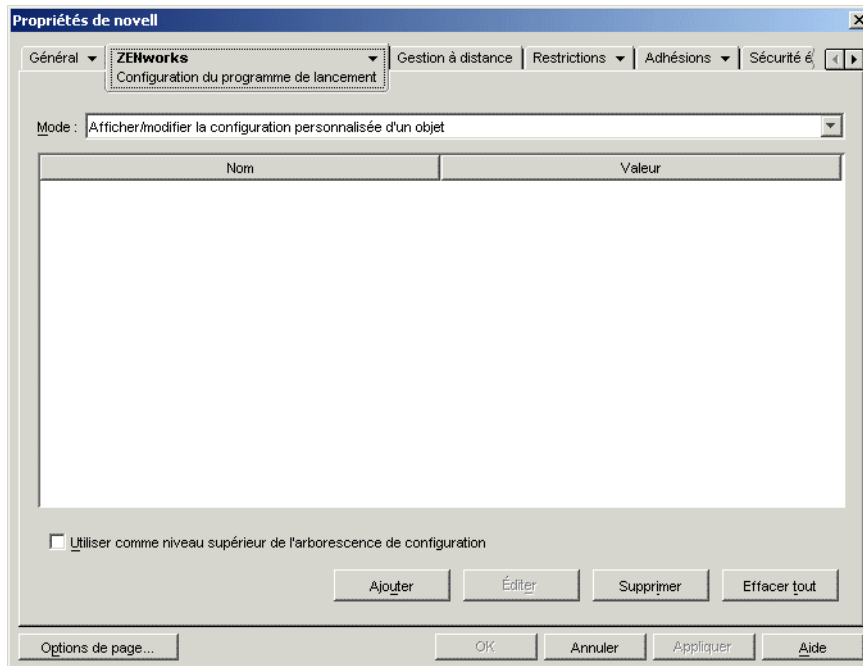 Propriétés de novell
Général
ZENworks
Configuration du programme de lancement
Gestion à distance
Restrictions
Adhésions
Sécurité
Mode : Afficher/modifier la configuration personnalisée d'un objet
Nom Valeur
Utiliser comme niveau supérieur de l'arborescence de configuration
Ajouter Éditer Supprimer Effacer tout
Options de page... OK Annuler Appliquer Aide